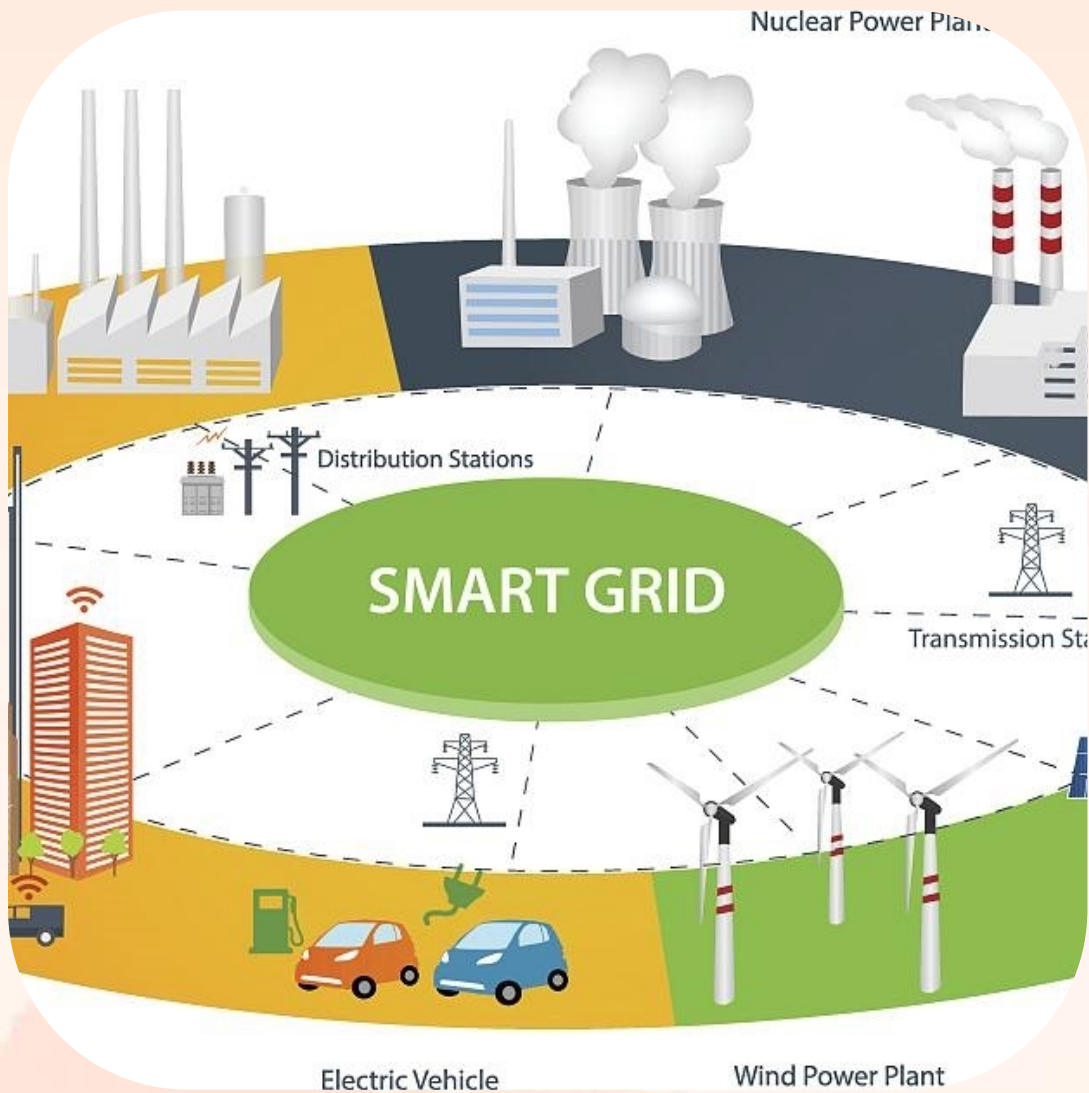 Nuclear Power Plant
Distribution Stations
SMART GRID
Transmission Sta
Electric Vehicle
Wind Power Plant